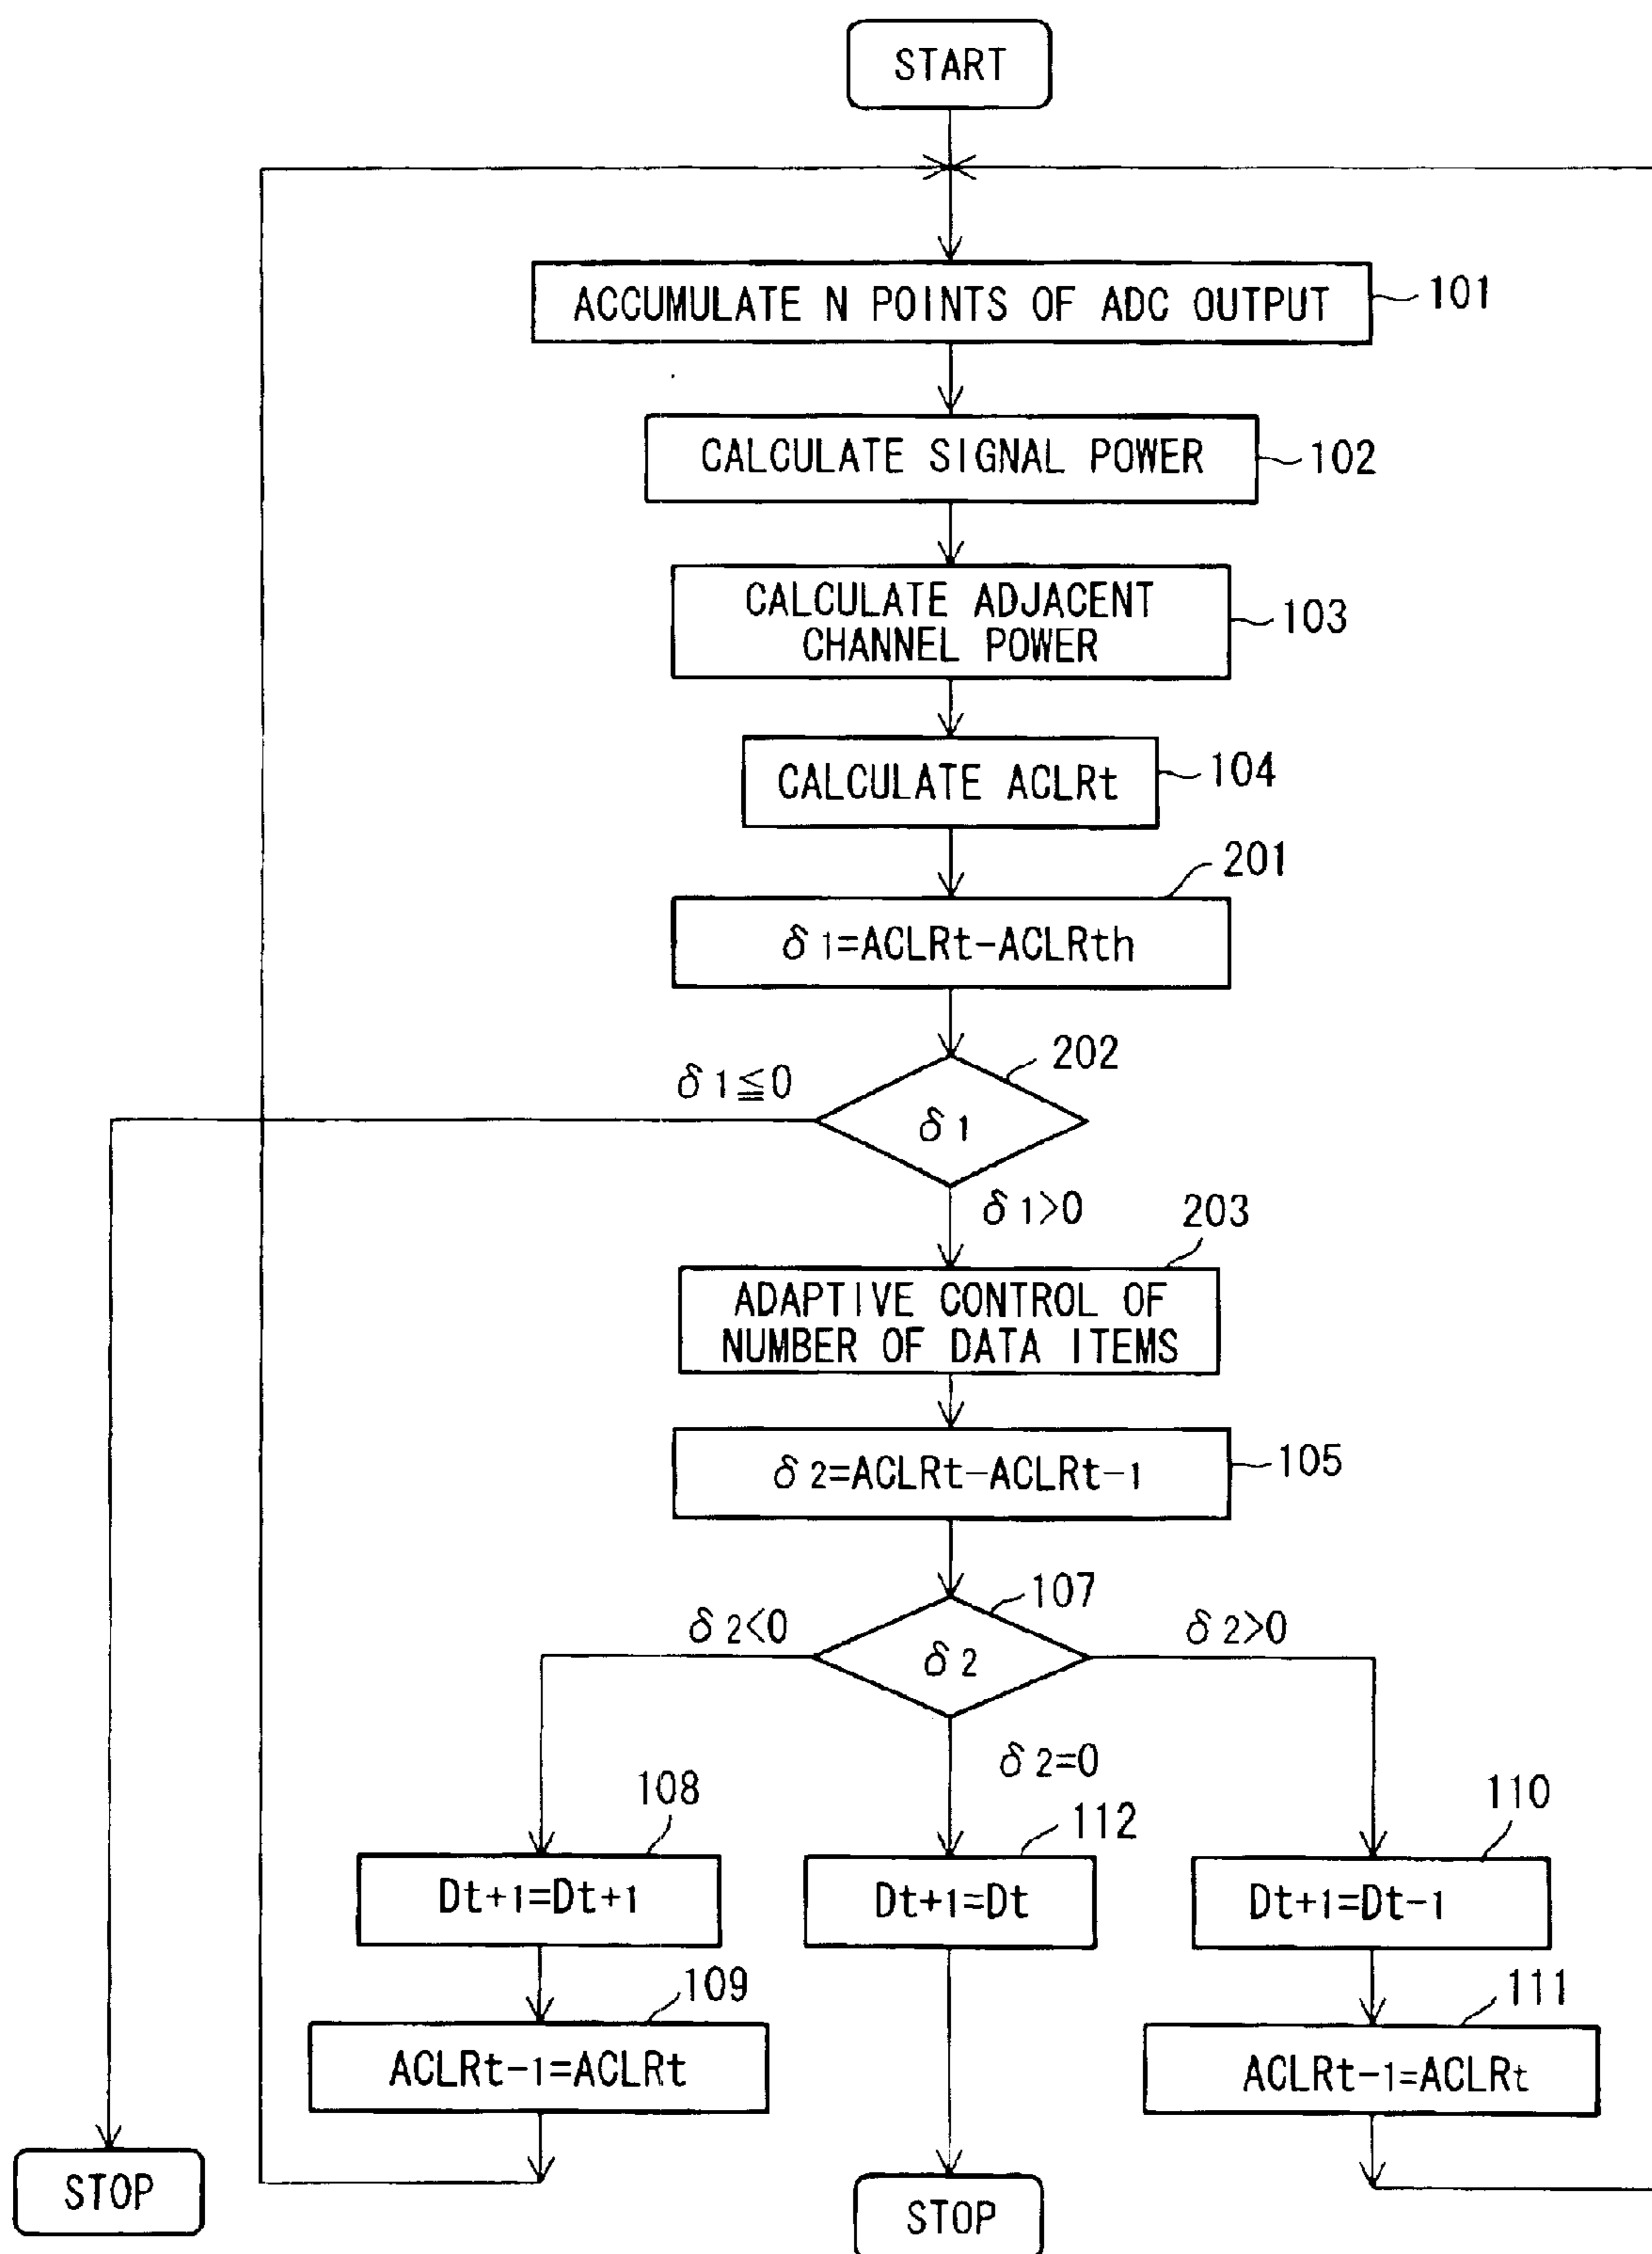 START
ACCUMULATE N POINTS OF ADC OUTPUT
101
CALCULATE SIGNAL POWER
102
CALCULATE ADJACENT
CHANNEL POWER
103
CALCULATE ACLRt
104
201
δ1=ACLRt-ACLRth
202
δ1≦0
δ1
δ1>0
203
ADAPTIVE CONTROL OF
NUMBER OF DATA ITEMS
δ2=ACLRt-ACLRt-1
105
107
δ2<0
δ2
δ2>0
δ2=0
108
112
110
Dt+1=Dt+1
Dt+1=Dt
Dt+1=Dt-1
109
111
ACLRt-1=ACLRt
ACLRt-1=ACLRt
STOP
STOP